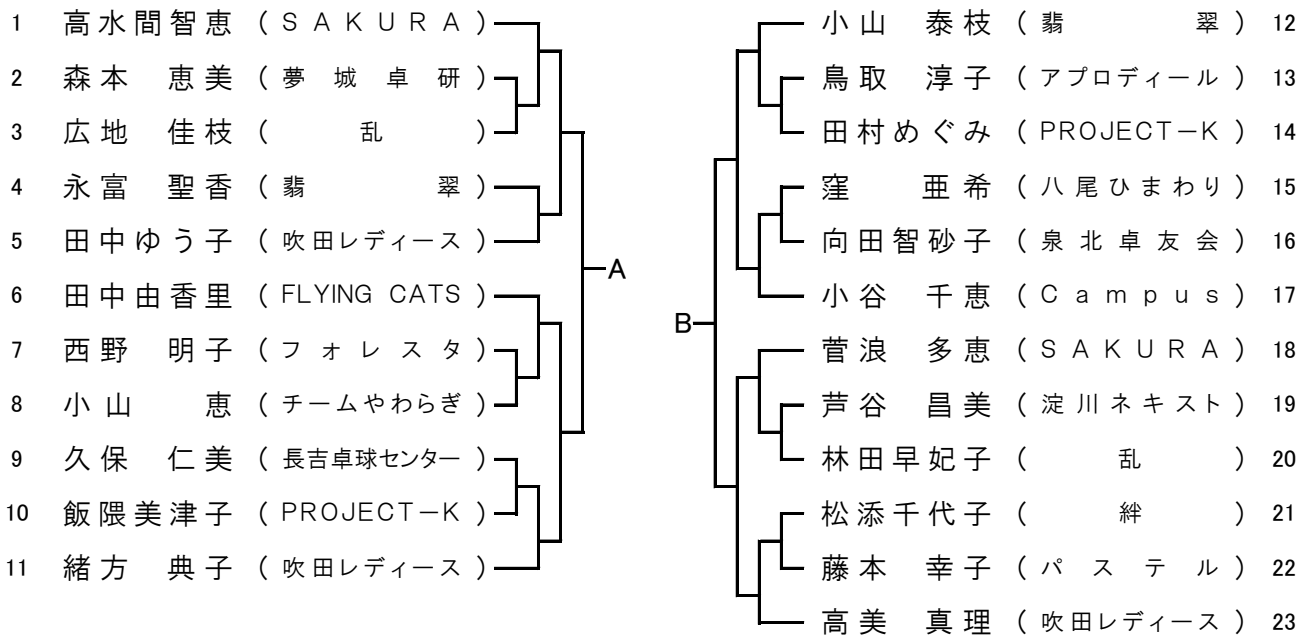 1 高水間智恵 (SAKURA)
2 森本 恵美 (夢城卓研)
3 広地 佳枝 (乱)
4 永富 聖香 (翡翠)
5 田中ゆう子 (吹田レディース)
6 田中由香里 (FLYING CATS)
7 西野 明子 (フォレスタ)
8 小山 恵 (チームやわらぎ)
9 久保 仁美 (長吉卓球センター)
10 飯隈美津子 (PROJECT-K)
11 緒方 典子 (吹田レディース)
A
B
小山 泰枝 (翡翠) 12
鳥取 淳子 (アプロディール) 13
田村めぐみ (PROJECT-K) 14
窪 亜希 (八尾ひまわり) 15
向田智砂子 (泉北卓友会) 16
小谷 千恵 (Campus) 17
菅浪 多恵 (SAKURA) 18
芦谷 昌美 (淀川ネキスト) 19
林田早妃子 (乱) 20
松添千代子 (絆) 21
藤本 幸子 (パステル) 22
高美 真理 (吹田レディース) 23